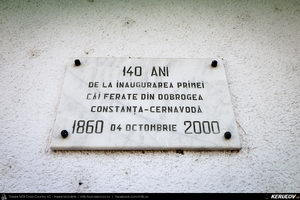 140 ANI
DE LA INAUGURAREA PRIMEI
CĂI FERATE DIN DOBROGEA
CONSTANȚA-CERNAVODĂ
1860 04 OCTOMBRIE 2000
KERUCOV